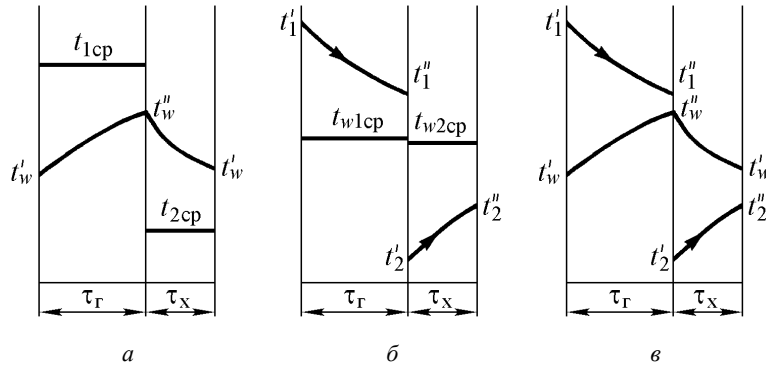 t₁ср
t″w
t′w
t′w
t₂ср
τг
τх
а
t′₁
t″₁
tw1ср
tw2ср
t″₂
t′₂
τг
τх
б
t′₁
t″₁
t″w
t′w
t′w
t″₂
t′₂
τг
τх
в